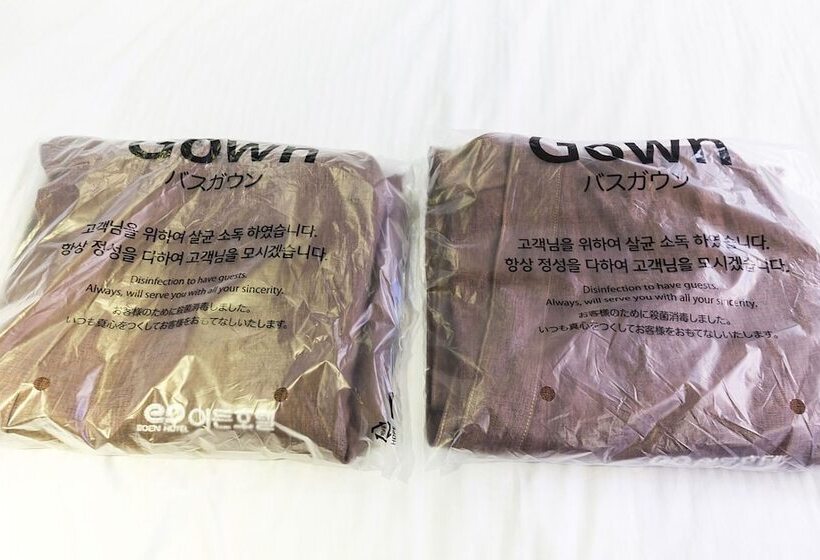 Gown
バスガウン
고객님을 위하여 살균 소독 하였습니다.
항상 정성을 다하여 고객님을 모시겠습니다.
Disinfection to have guests.
Always, will serve you with all your sincerity.
お客様のために殺菌消毒しました。
いつも真心をつくしてお客様をおもてなしいたします。
EDEN HOTEL 이든호텔
HDPE
Gown
バスガウン
고객님을 위하여 살균 소독 하였습니다.
항상 정성을 다하여 고객님을 모시겠습니다.
Disinfection to have guests.
Always, will serve you with all your sincerity.
お客様のために殺菌消毒しました。
いつも真心をつくしてお客様をおもてなしいたします。